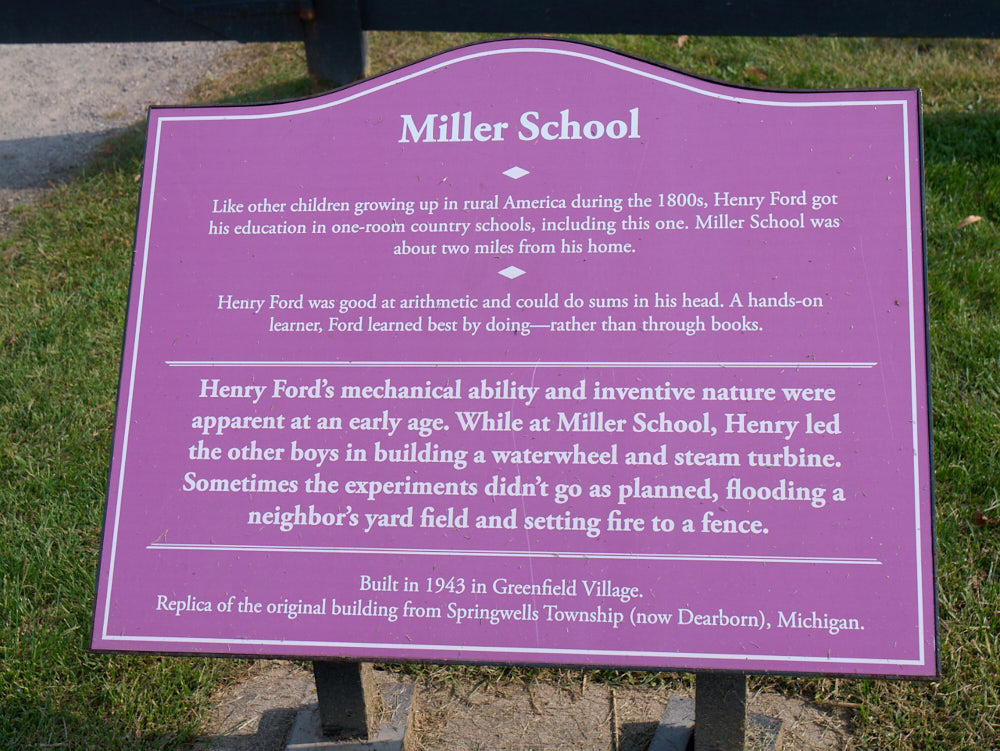 Miller School
Like other children growing up in rural America during the 1800s, Henry Ford got
his education in one-room country schools, including this one. Miller School was
about two miles from his home.
Henry Ford was good at arithmetic and could do sums in his head. A hands-on
learner, Ford learned best by doing—rather than through books.
Henry Ford's mechanical ability and inventive nature were
apparent at an early age. While at Miller School, Henry led
the other boys in building a waterwheel and steam turbine.
Sometimes the experiments didn't go as planned, flooding a
neighbor's yard field and setting fire to a fence.
Built in 1943 in Greenfield Village.
Replica of the original building from Springwells Township (now Dearborn), Michigan.